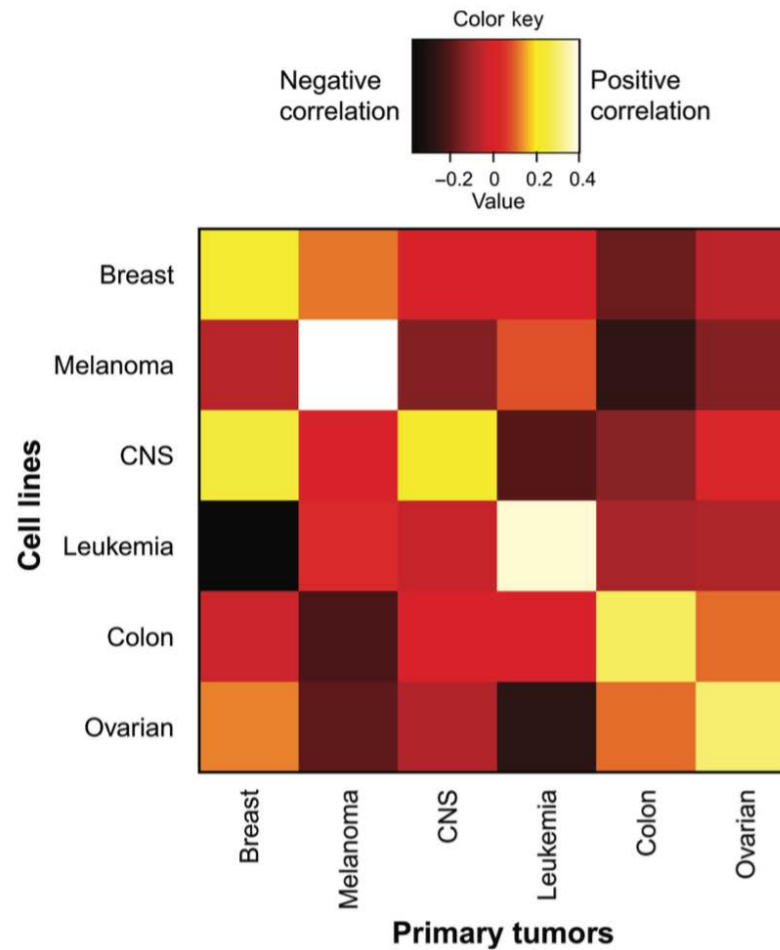 Color key
Negative
correlation
Positive
correlation
−0.2 0 0.2 0.4
Value
Cell lines
Breast
Melanoma
CNS
Leukemia
Colon
Ovarian
Breast
Melanoma
CNS
Leukemia
Colon
Ovarian
Primary tumors